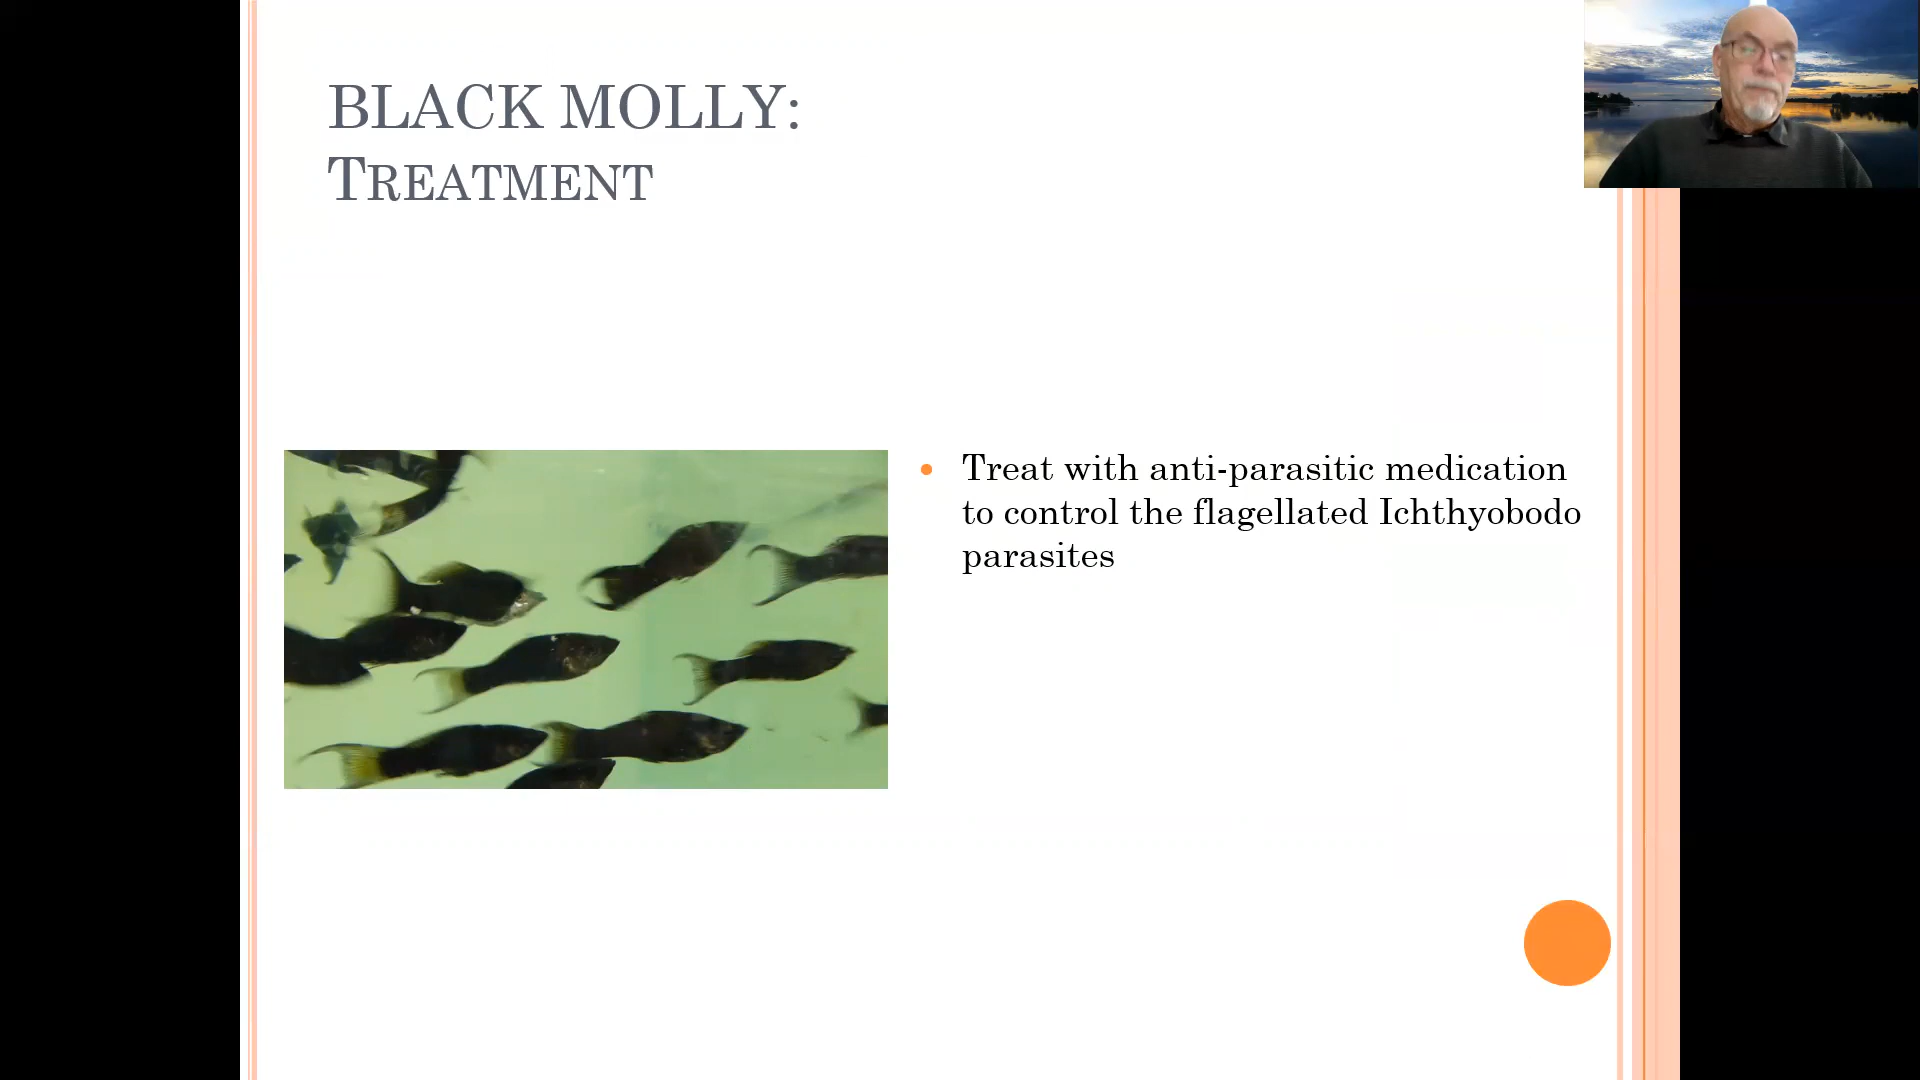 BLACK MOLLY:
TREATMENT
Treat with anti-parasitic medication
to control the flagellated Ichthyobodo
parasites